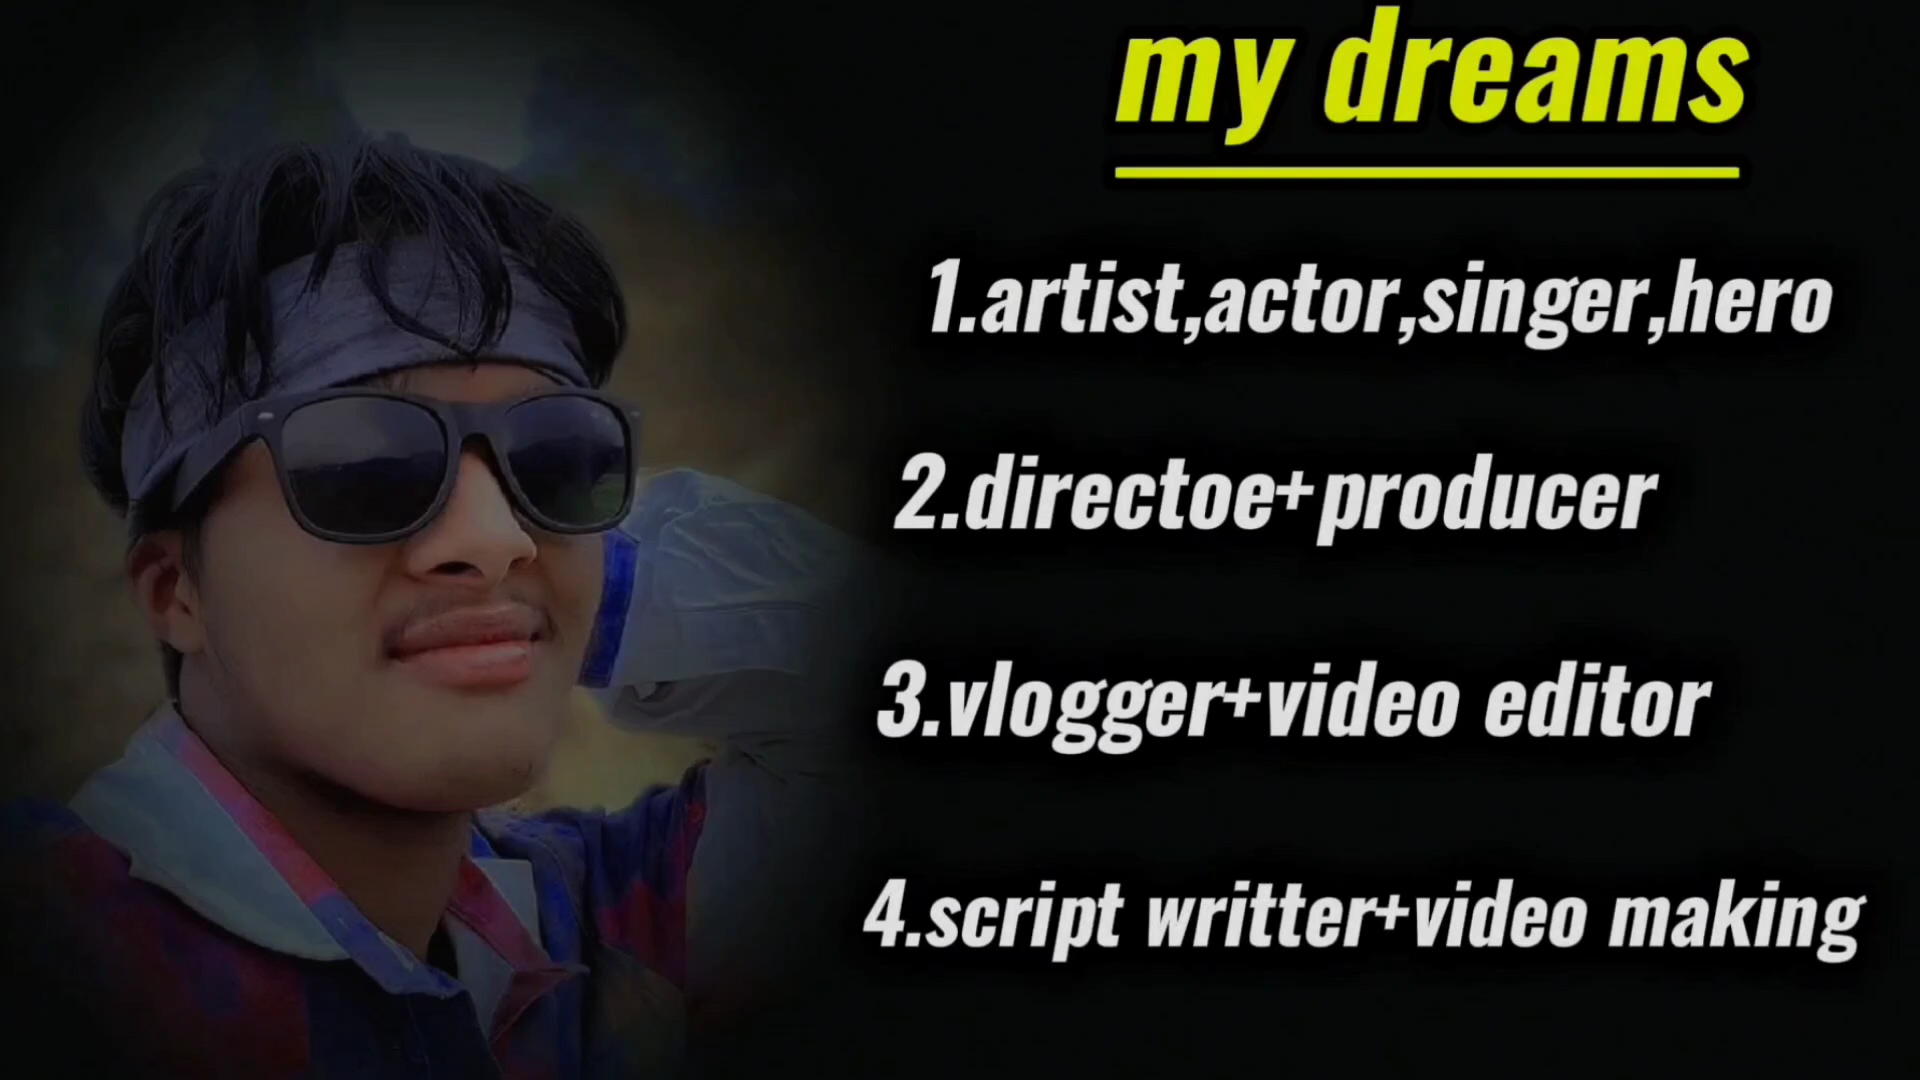 my dreams
1.artist,actor,singer,hero
2.directoe+producer
3.vlogger+video editor
4.script writter+video making